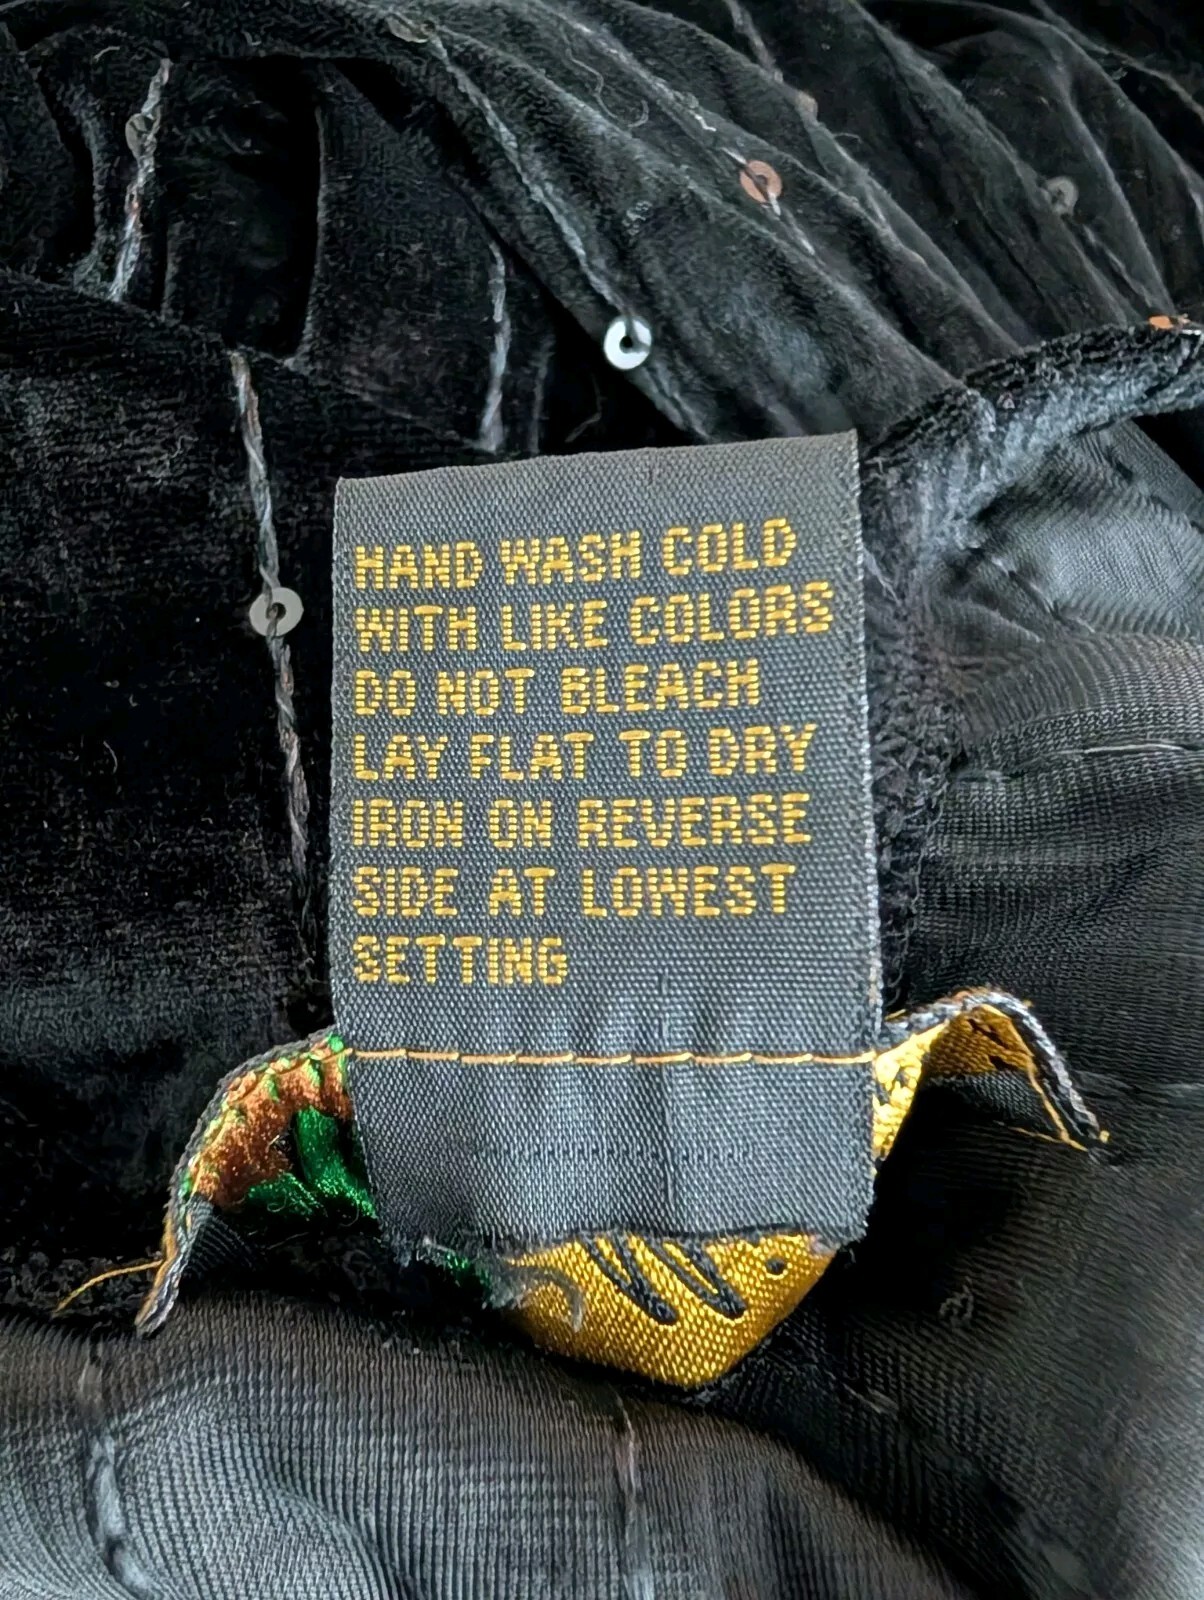 HAND WASH COLD
WITH LIKE COLORS
DO NOT BLEACH
LAY FLAT TO DRY
IRON ON REVERSE
SIDE AT LOWEST
SETTING